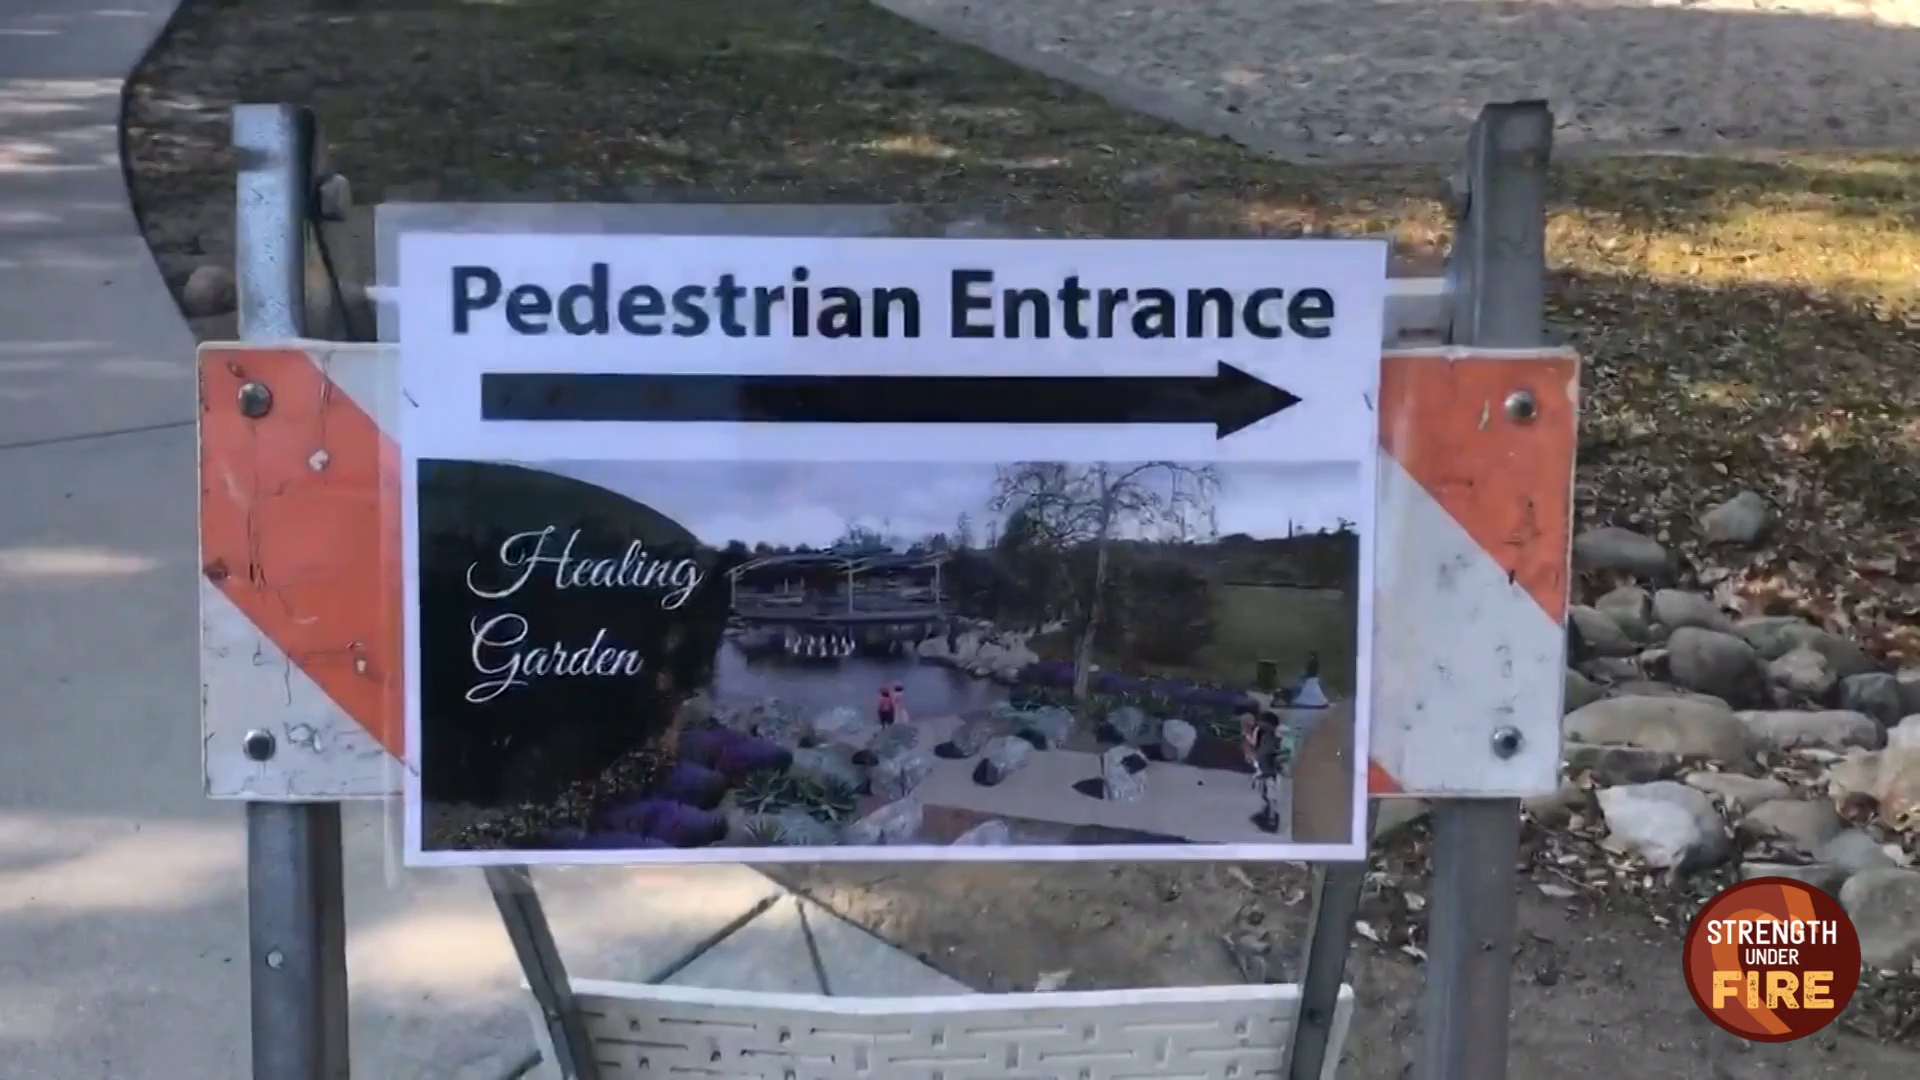 Pedestrian Entrance
Healing
Garden
STRENGTH
UNDER
FIRE